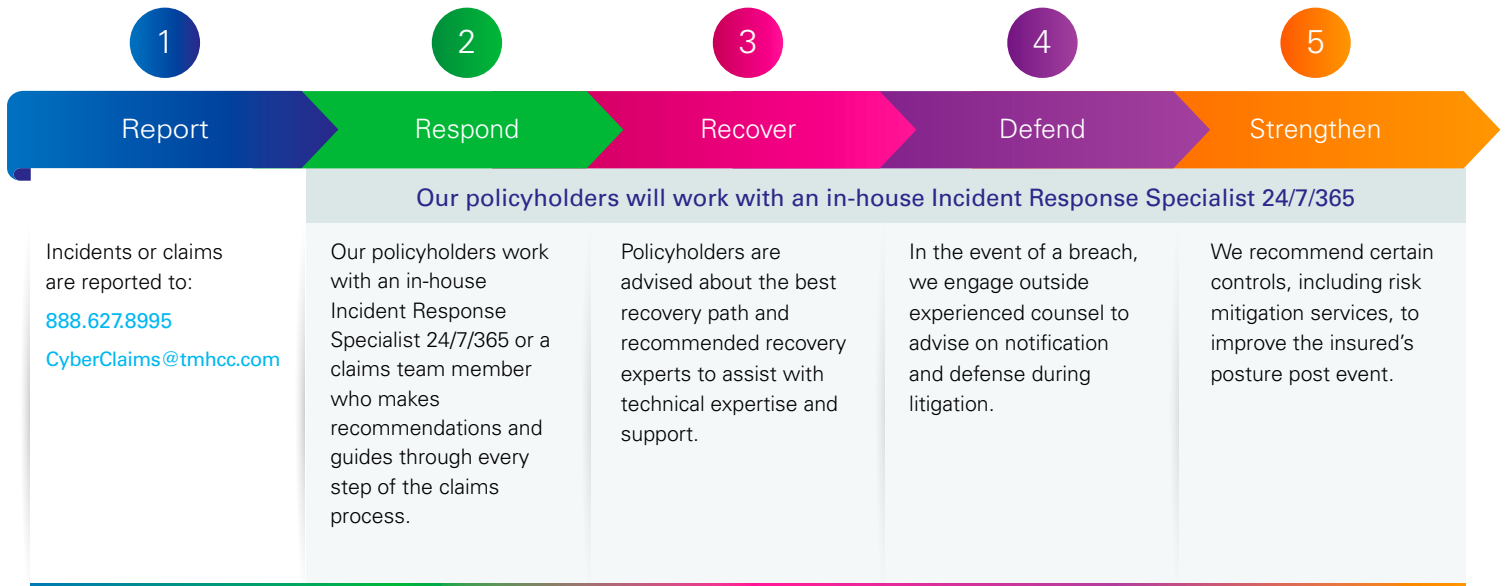 1
2
3
4
5
Report
Respond
Recover
Defend
Strengthen
Our policyholders will work with an in-house Incident Response Specialist 24/7/365
Incidents or claims
are reported to:
888.627.8995
CyberClaims@tmhcc.com
Our policyholders work
with an in-house
Incident Response
Specialist 24/7/365 or a
claims team member
who makes
recommendations and
guides through every
step of the claims
process.
Policyholders are
advised about the best
recovery path and
recommended recovery
experts to assist with
technical expertise and
support.
In the event of a breach,
we engage outside
experienced counsel to
advise on notification
and defense during
litigation.
We recommend certain
controls, including risk
mitigation services, to
improve the insured’s
posture post event.